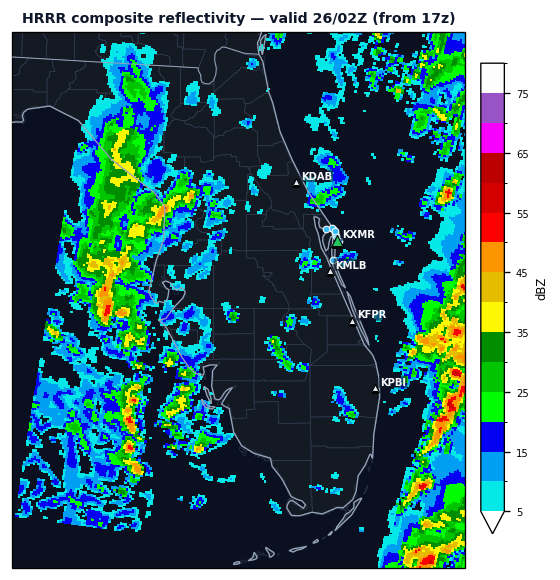 HRRR composite reflectivity — valid 26/02Z (from 17z)
KDAB
KXMR
KMLB
KFPR
KPBI
75
65
55
45
35
25
15
5
dBZ